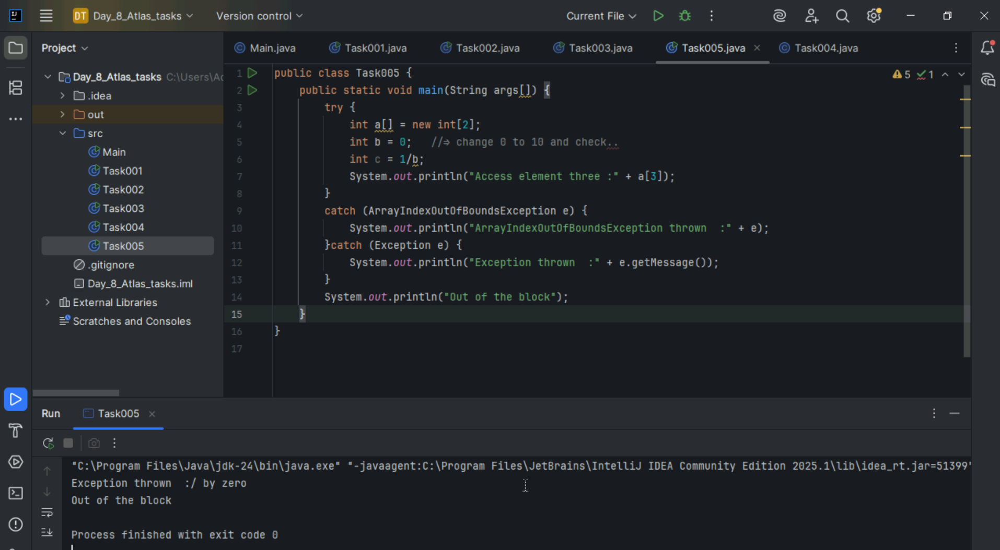 DT Day_8_Atlas_tasks Version control Current File
Project
Main.java Task001.java Task002.java Task003.java Task005.java Task004.java
Day_8_Atlas_tasks C:\Users\Ac
.idea
out
src
Main
Task001
Task002
Task003
Task004
Task005
.gitignore
Day_8_Atlas_tasks.iml
External Libraries
Scratches and Consoles
5 1
1 public class Task005 {
2 public static void main(String args[]) {
3 try {
4 int a[] = new int[2];
5 int b = 0; //⇒ change 0 to 10 and check..
6 int c = 1/b;
7 System.out.println("Access element three :" + a[3]);
8 }
9 catch (ArrayIndexOutOfBoundsException e) {
10 System.out.println("ArrayIndexOutOfBoundsException thrown  :" + e);
11 }catch (Exception e) {
12 System.out.println("Exception thrown  :" + e.getMessage());
13 }
14 System.out.println("Out of the block");
15 }
16 }
17
Run Task005
"C:\Program Files\Java\jdk-24\bin\java.exe" "-javaagent:C:\Program Files\JetBrains\IntelliJ IDEA Community Edition 2025.1\lib\idea_rt.jar=51399"
Exception thrown  :/ by zero
Out of the block
Process finished with exit code 0